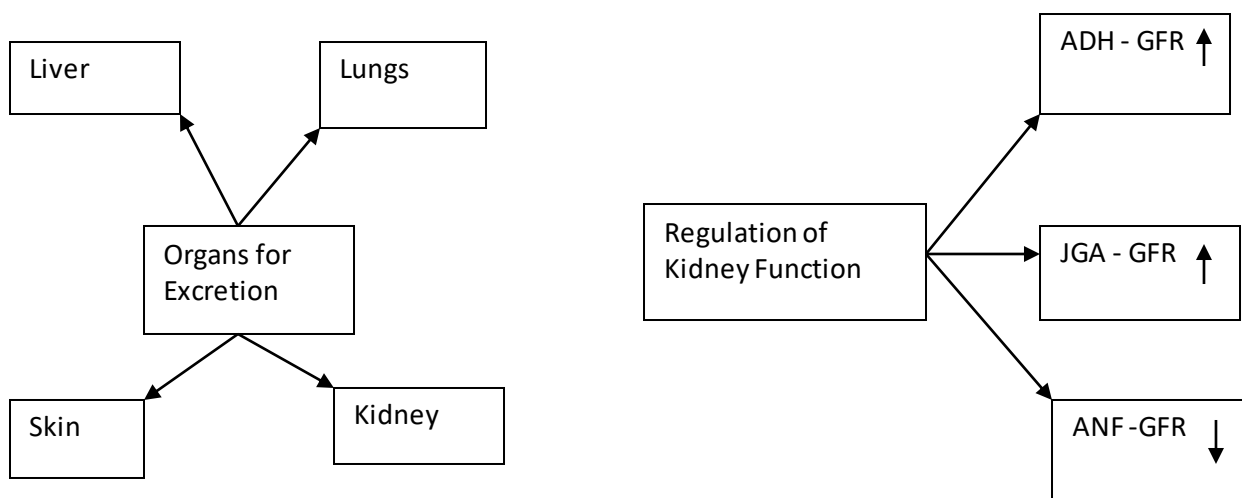 Liver
Lungs
Organs for
Excretion
Skin
Kidney
ADH - GFR ↑
Regulation of
Kidney Function
JGA - GFR ↑
ANF -GFR ↓